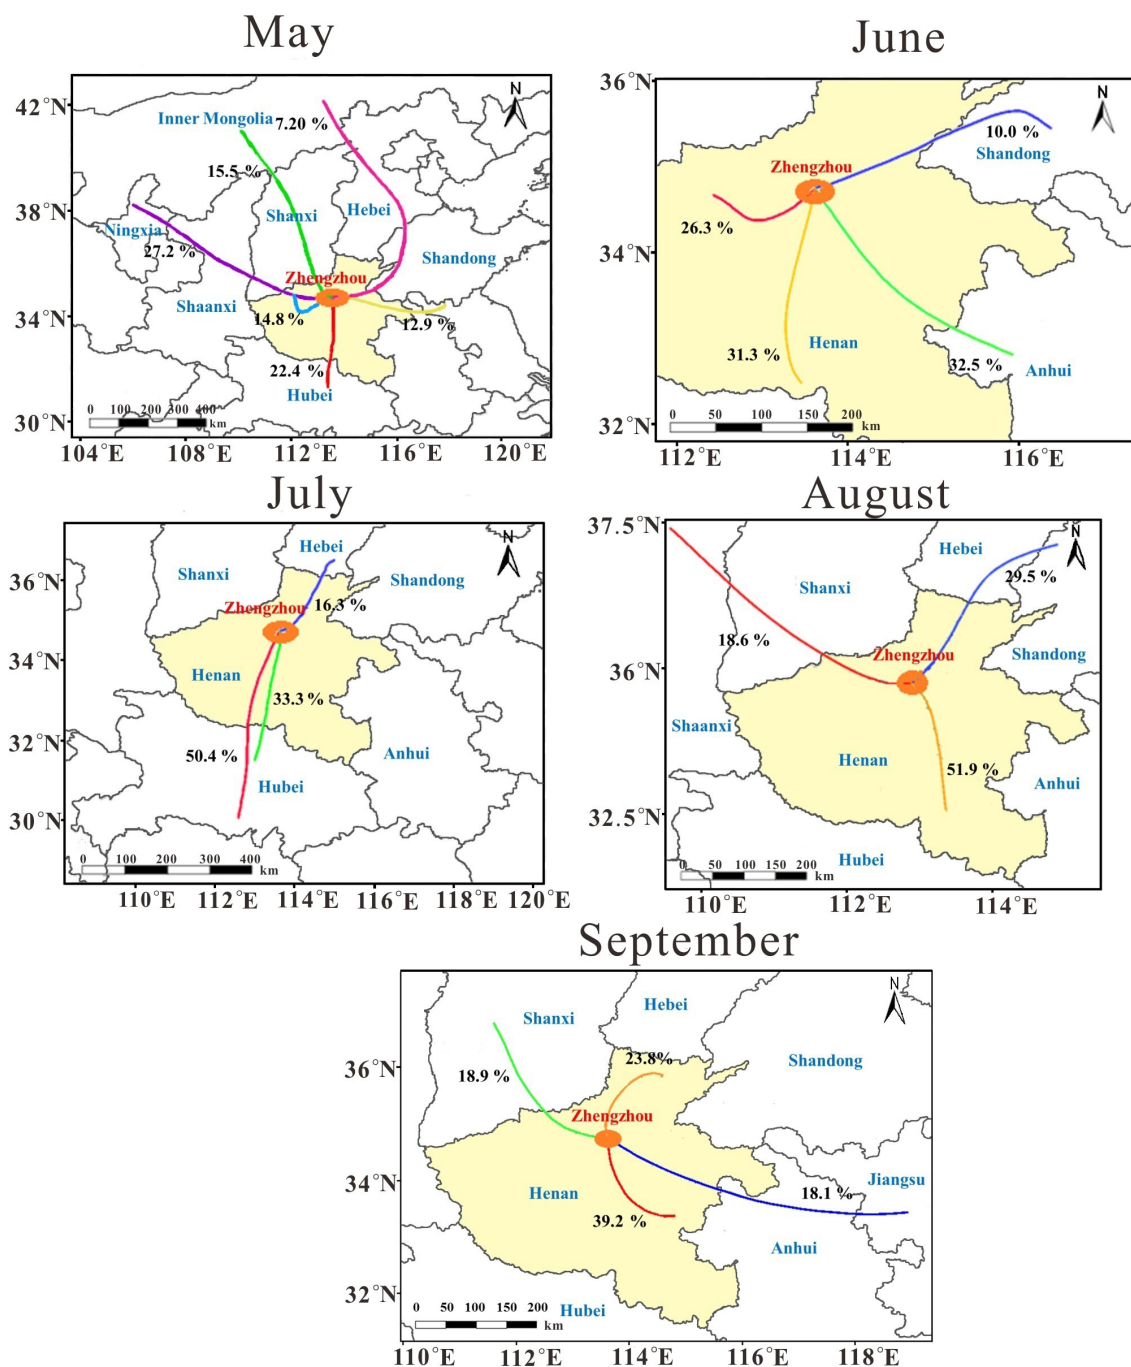 May
June
42°N
N
Inner Mongolia
7.20 %
15.5 %
38°N
Ningxia
Shanxi
Hebei
27.2 %
Shandong
Zhengzhou
Shaanxi
34°N
14.8 %
12.9 %
22.4 %
Hubei
0 100 200 300 400
km
30°N
104°E 108°E 112°E 116°E 120°E
36°N
N
10.0 %
Shandong
Zhengzhou
26.3 %
34°N
31.3 %
Henan
32.5 %
Anhui
0 50 100 150 200
km
32°N
112°E 114°E 116°E
July
August
N
Hebei
36°N
Shanxi
Shandong
Zhengzhou
16.3 %
34°N
Henan
33.3 %
32°N
50.4 %
Anhui
Hubei
30°N
0 100 200 300 400
km
110°E 112°E 114°E 116°E 118°E 120°E
37.5°N
N
Hebei
29.5 %
Shanxi
18.6 %
Zhengzhou
Shandong
36°N
Shaanxi
Henan
51.9 %
Anhui
32.5°N
Hubei
0 50 100 150 200
km
110°E 112°E 114°E
September
N
Hebei
Shanxi
23.8%
Shandong
36°N
18.9 %
Zhengzhou
Jiangsu
34°N
Henan
18.1 %
39.2 %
Anhui
32°N
Hubei
0 50 100 150 200
km
110°E 112°E 114°E 116°E 118°E